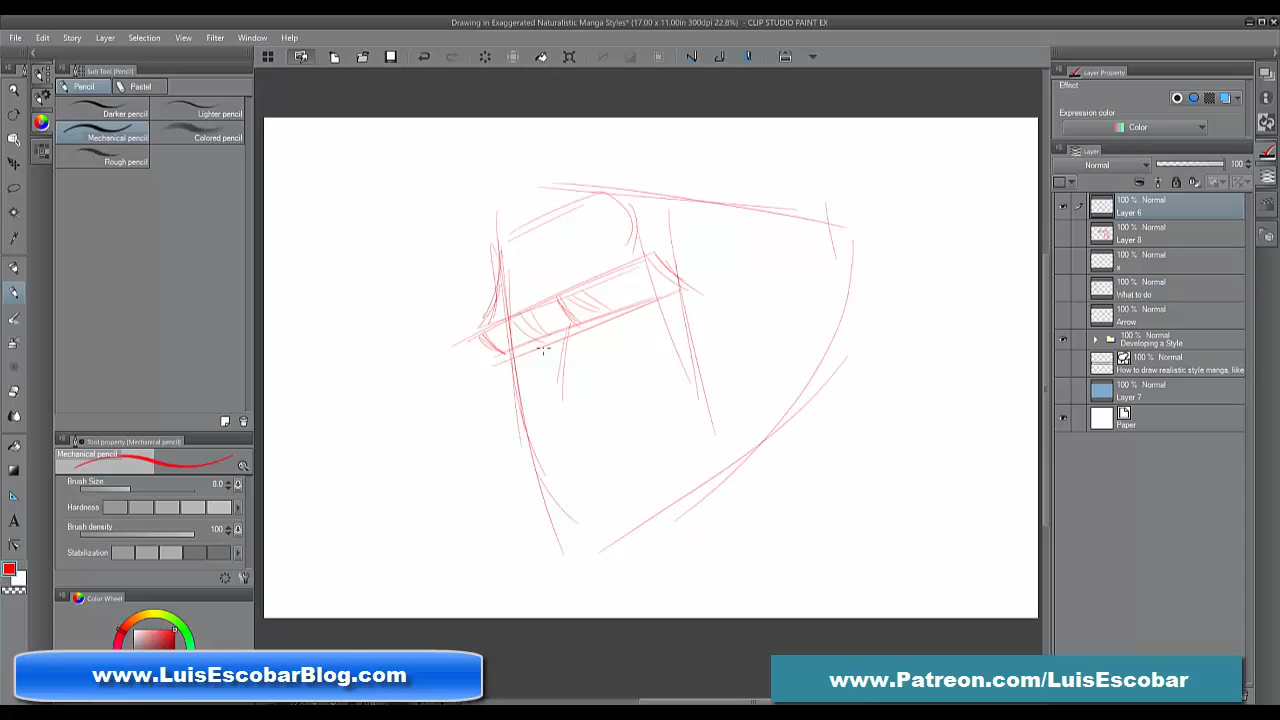 Drawing in Exaggerated Naturalistic Manga Styles* (17.00 x 11.00in 300dpi 22.8%) - CLIP STUDIO PAINT EX
File Edit Story Layer Selection View Filter Window Help
Sub Tool [Pencil]
Pencil Pastel
Darker pencil Lighter pencil
Mechanical pencil Colored pencil
Rough pencil
Tool property [Mechanical pencil]
Mechanical pencil
Brush Size 8.0
Hardness
Brush density 100
Stabilization
Color Wheel
Layer Property
Effect
Expression color
Color
Layer
Normal 100
100 % Normal
Layer 6
100 % Normal
Layer 8
100 % Normal
x
100 % Normal
What to do
100 % Normal
Arrow
100 % Normal
Developing a Style
100 % Normal
How to draw realistic style manga, like
100 % Normal
Layer 7
100 % Normal
Paper
www.LuisEscobarBlog.com
www.Patreon.com/LuisEscobar